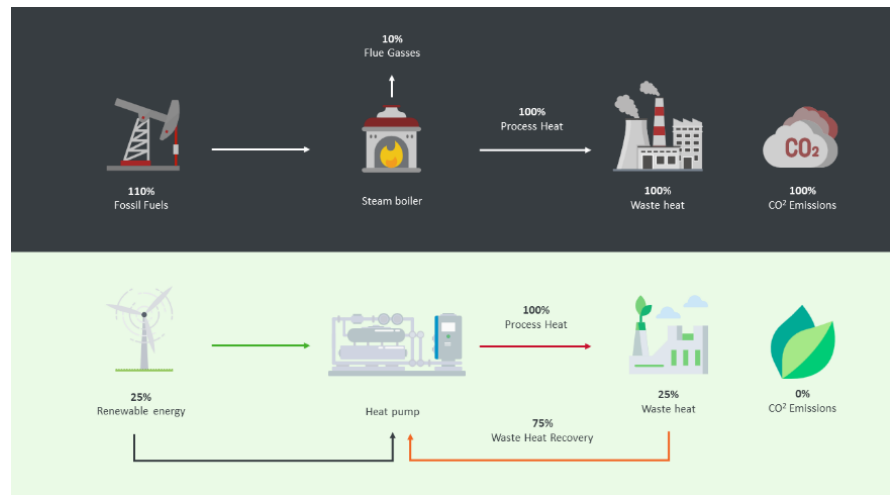 10%
Flue Gasses
100%
Process Heat
CO₂
110%
Fossil Fuels
Steam boiler
100%
Waste heat
100%
CO² Emissions
100%
Process Heat
25%
Renewable energy
Heat pump
25%
Waste heat
0%
CO² Emissions
75%
Waste Heat Recovery